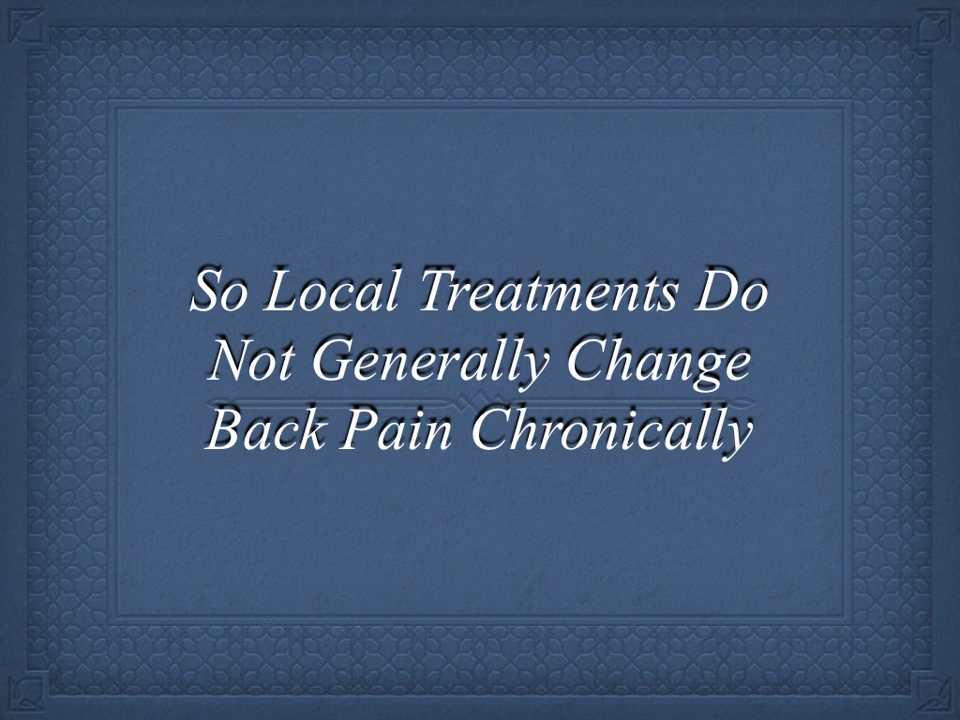 So Local Treatments Do
Not Generally Change
Back Pain Chronically